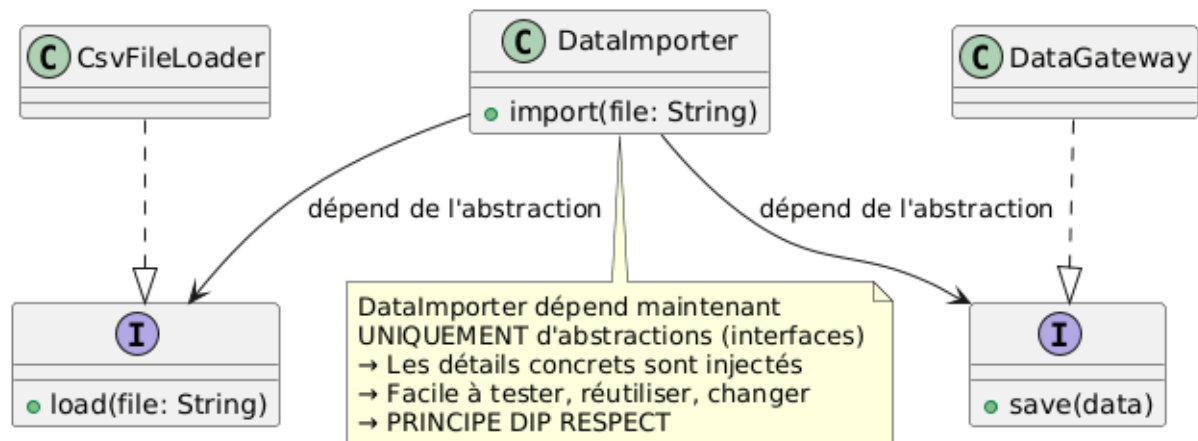 C CsvFileLoader
C DataImporter
import(file: String)
C DataGateway
dépend de l'abstraction
dépend de l'abstraction
DataImporter dépend maintenant
UNIQUEMENT d'abstractions (interfaces)
→ Les détails concrets sont injectés
→ Facile à tester, réutiliser, changer
→ PRINCIPE DIP RESPECT
I
load(file: String)
I
save(data)